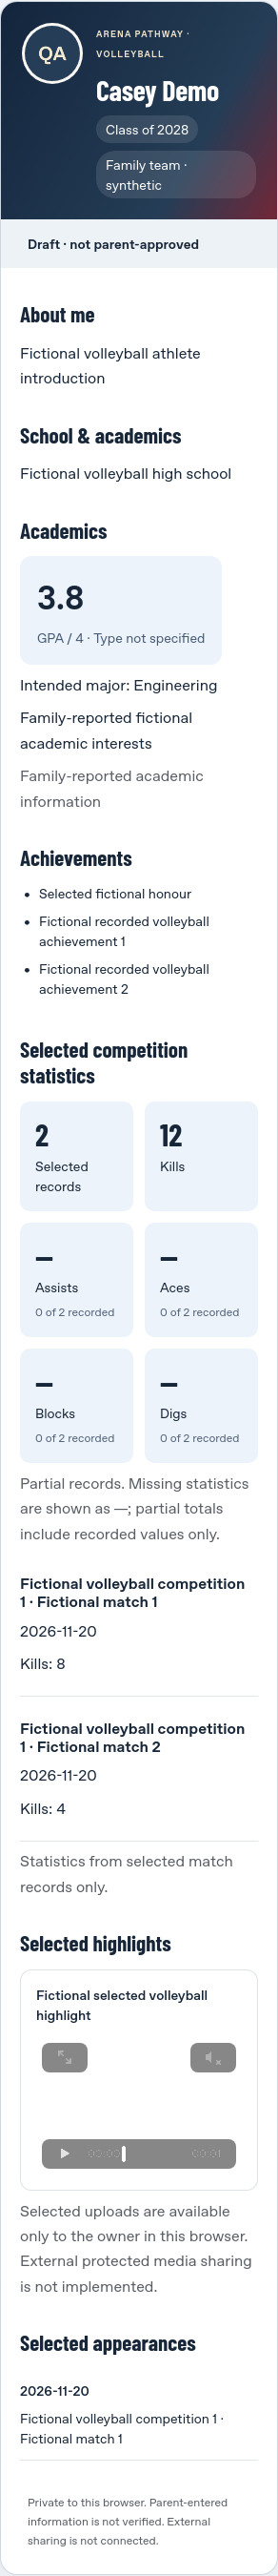 QA
ARENA PATHWAY ·
VOLLEYBALL
Casey Demo
Class of 2028
Family team ·
synthetic
Draft · not parent-approved
About me
Fictional volleyball athlete
introduction
School & academics
Fictional volleyball high school
Academics
3.8
GPA / 4 · Type not specified
Intended major: Engineering
Family-reported fictional
academic interests
Family-reported academic
information
Achievements
• Selected fictional honour
• Fictional recorded volleyball
achievement 1
• Fictional recorded volleyball
achievement 2
Selected competition
statistics
2
Selected
records
12
Kills
—
Assists
0 of 2 recorded
—
Aces
0 of 2 recorded
—
Blocks
0 of 2 recorded
—
Digs
0 of 2 recorded
Partial records. Missing statistics
are shown as —; partial totals
include recorded values only.
Fictional volleyball competition
1 · Fictional match 1
2026-11-20
Kills: 8
Fictional volleyball competition
1 · Fictional match 2
2026-11-20
Kills: 4
Statistics from selected match
records only.
Selected highlights
Fictional selected volleyball
highlight
00:00
00:01
Selected uploads are available
only to the owner in this browser.
External protected media sharing
is not implemented.
Selected appearances
2026-11-20
Fictional volleyball competition 1 ·
Fictional match 1
Private to this browser. Parent-entered
information is not verified. External
sharing is not connected.